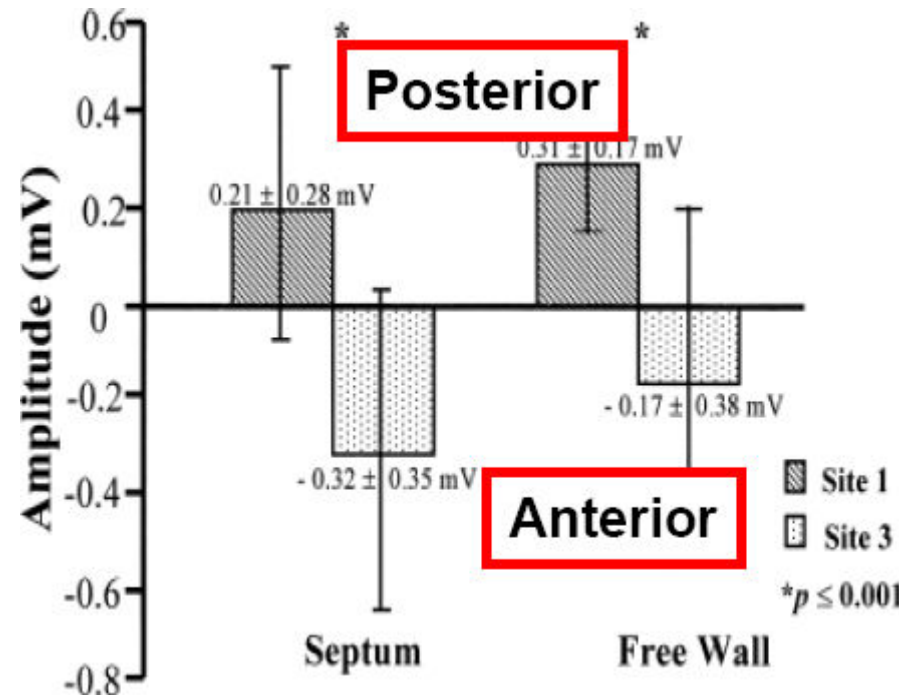 Amplitude (mV)
0.6
0.4
0.2
0
-0.2
-0.4
-0.6
-0.8
*
*
Posterior
0.21 ± 0.28 mV
0.31 ± 0.17 mV
- 0.32 ± 0.35 mV
- 0.17 ± 0.38 mV
Anterior
Site 1
Site 3
*p ≤ 0.001
Septum
Free Wall